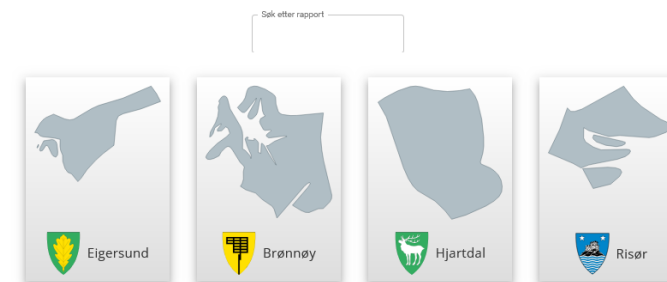 Søk etter rapport
Eigersund
Brønnøy
Hjartdal
Risør